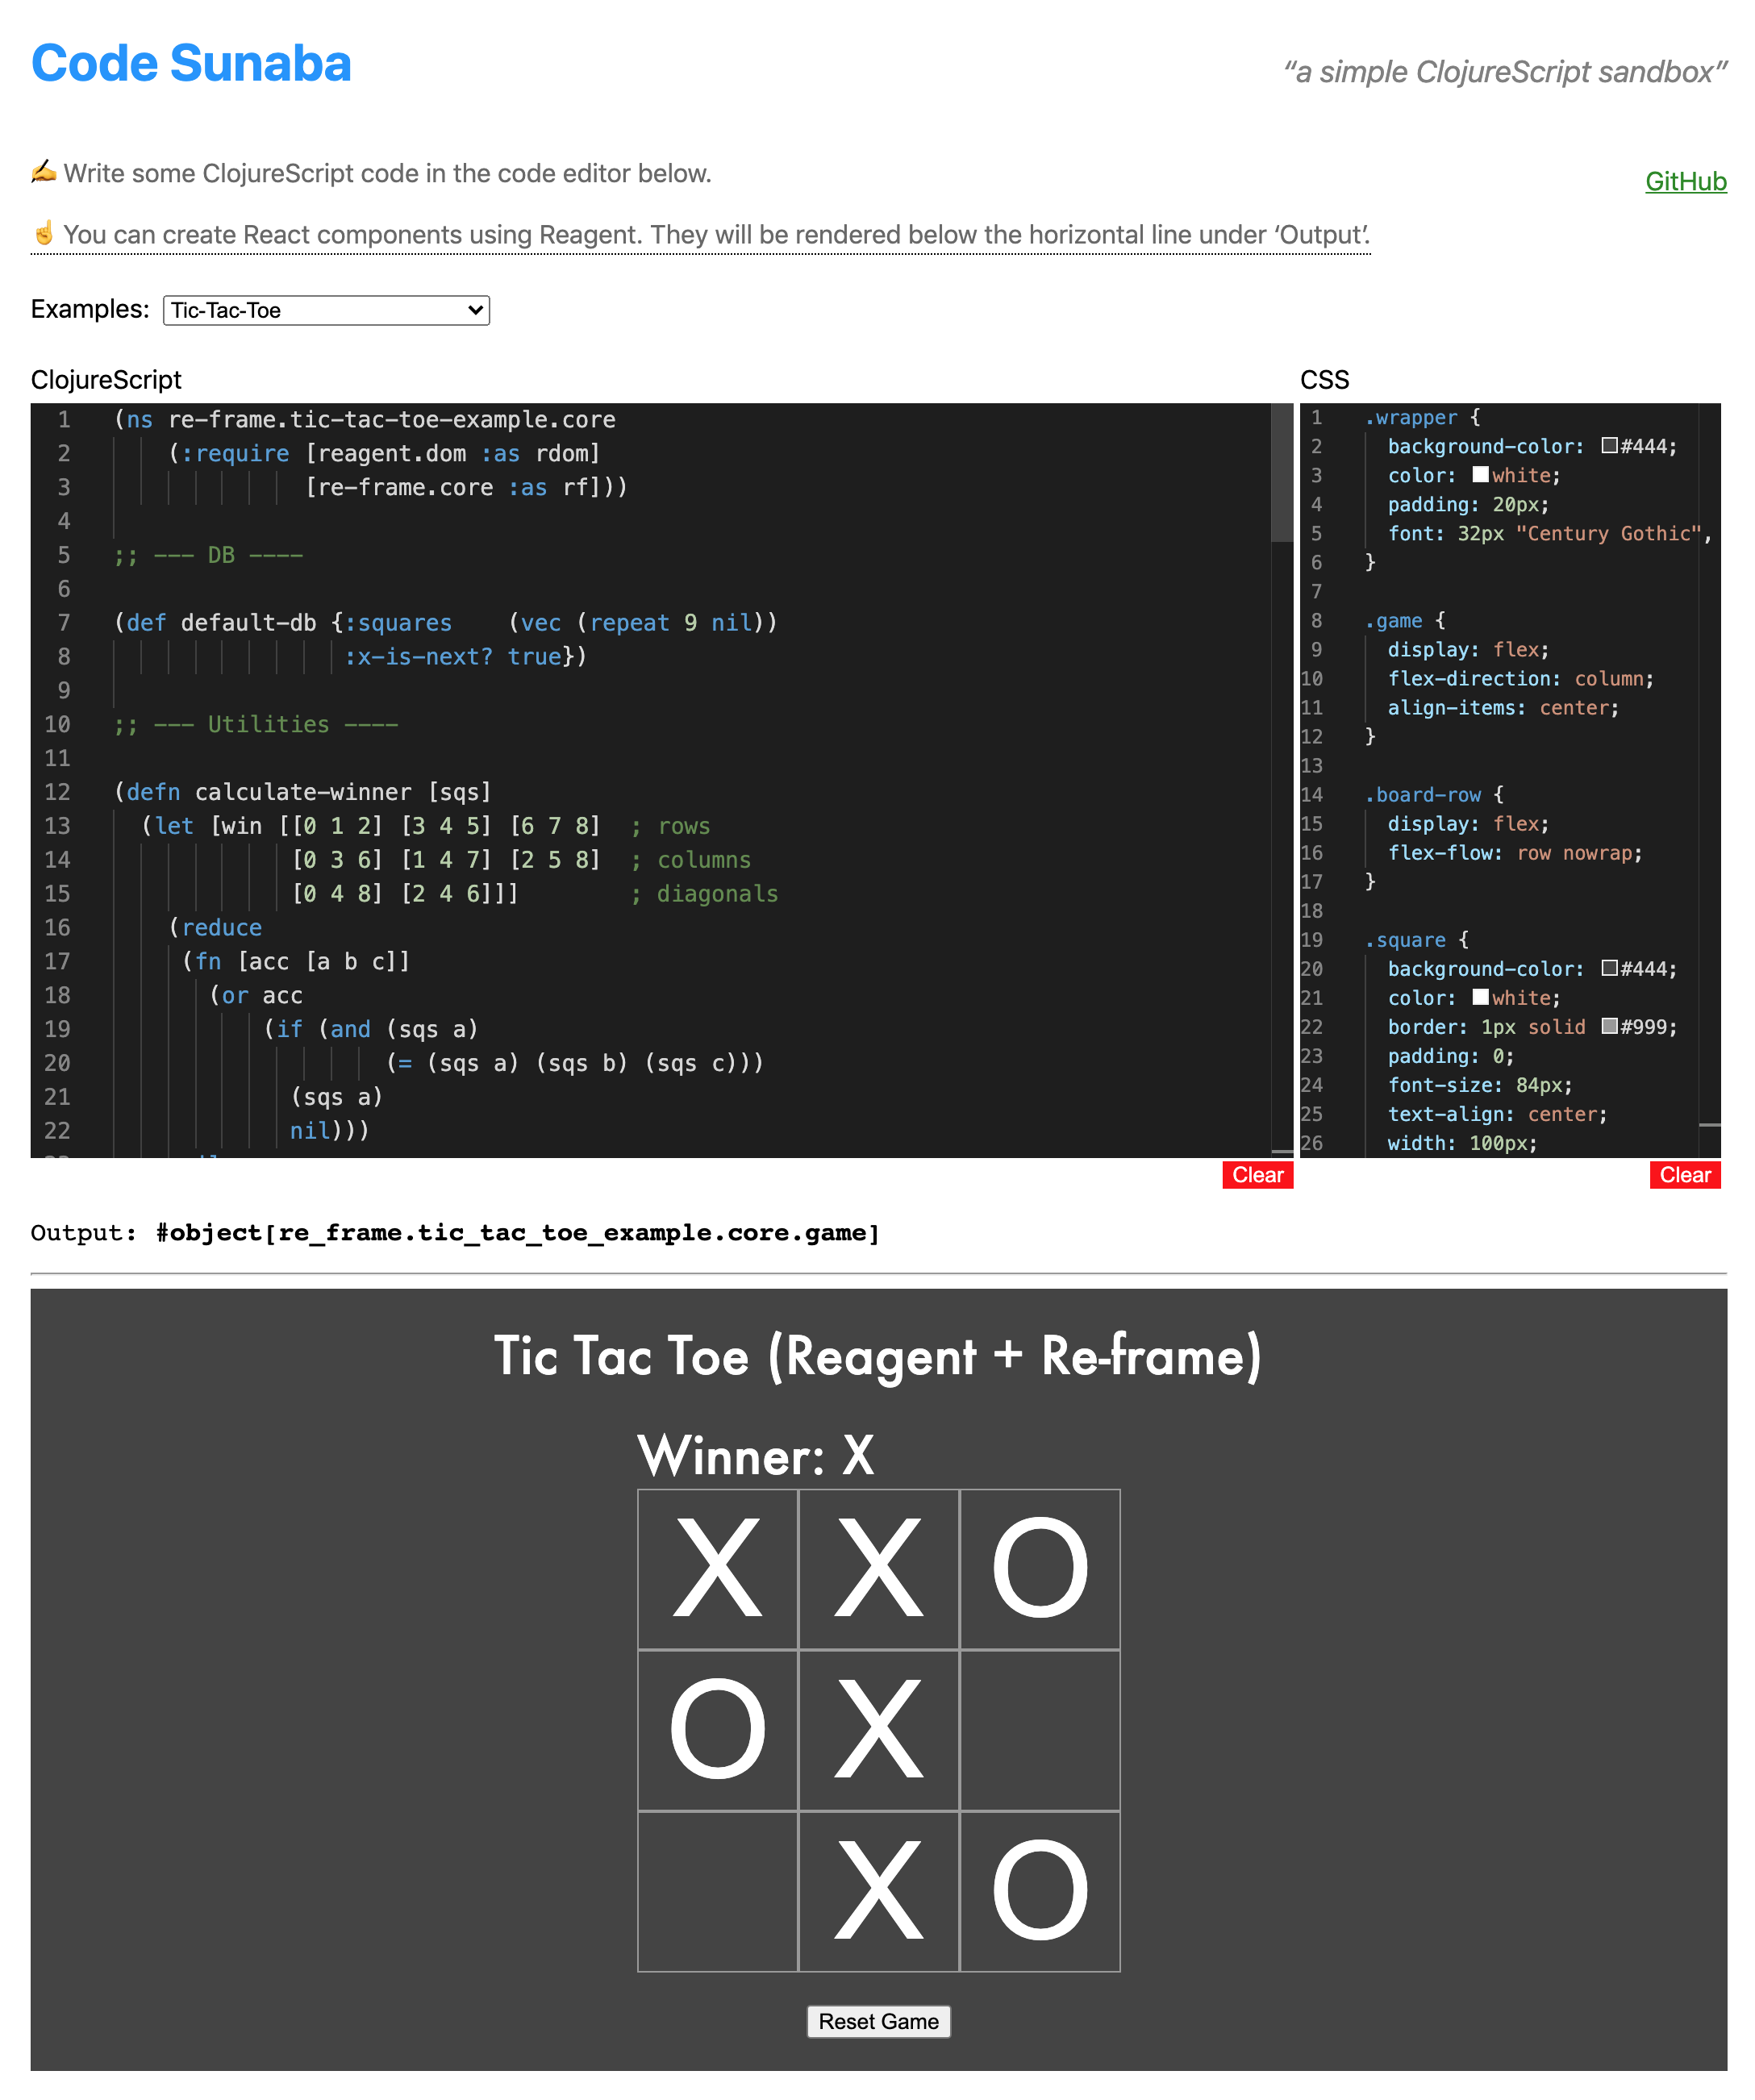 Code Sunaba
“a simple ClojureScript sandbox”
✍️ Write some ClojureScript code in the code editor below.
GitHub
☝️ You can create React components using Reagent. They will be rendered below the horizontal line under ‘Output’.
Examples: Tic-Tac-Toe
ClojureScript
1 (ns re-frame.tic-tac-toe-example.core
2     (:require [reagent.dom :as rdom]
3               [re-frame.core :as rf]))
4
5 ;; --- DB ----
6
7 (def default-db {:squares    (vec (repeat 9 nil))
8                  :x-is-next? true})
9
10 ;; --- Utilities ----
11
12 (defn calculate-winner [sqs]
13   (let [win [[0 1 2] [3 4 5] [6 7 8]  ; rows
14              [0 3 6] [1 4 7] [2 5 8]  ; columns
15              [0 4 8] [2 4 6]]]        ; diagonals
16     (reduce
17      (fn [acc [a b c]]
18        (or acc
19            (if (and (sqs a)
20                     (= (sqs a) (sqs b) (sqs c)))
21              (sqs a)
22              nil)))
Clear
CSS
1 .wrapper {
2   background-color: #444;
3   color: white;
4   padding: 20px;
5   font: 32px "Century Gothic",
6 }
7
8 .game {
9   display: flex;
10   flex-direction: column;
11   align-items: center;
12 }
13
14 .board-row {
15   display: flex;
16   flex-flow: row nowrap;
17 }
18
19 .square {
20   background-color: #444;
21   color: white;
22   border: 1px solid #999;
23   padding: 0;
24   font-size: 84px;
25   text-align: center;
26   width: 100px;
Clear
Output: #object[re_frame.tic_tac_toe_example.core.game]
Tic Tac Toe (Reagent + Re-frame)
Winner: X
X X O
O X
X O
Reset Game